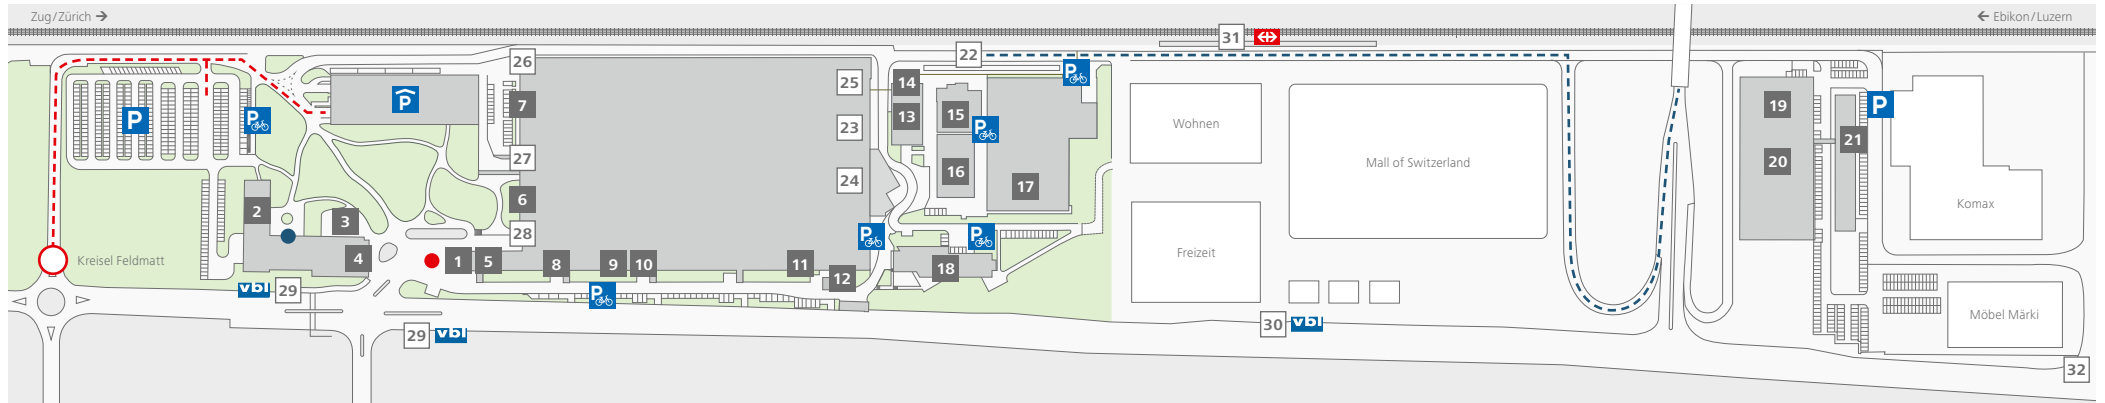 Zug/Zürich →
← Ebikon/Luzern
31
22
26
25
14
P
7
19
P
P
P
15
13
P
P
23
P
20
21
Wohnen
Mall of Switzerland
27
16
24
17
6
2
3
Komax
28
P
P
Kreisel Feldmatt
4
1
5
8
9
10
11
18
Freizeit
12
vbl
29
P
Möbel Märki
30
vbl
29
vbl
32